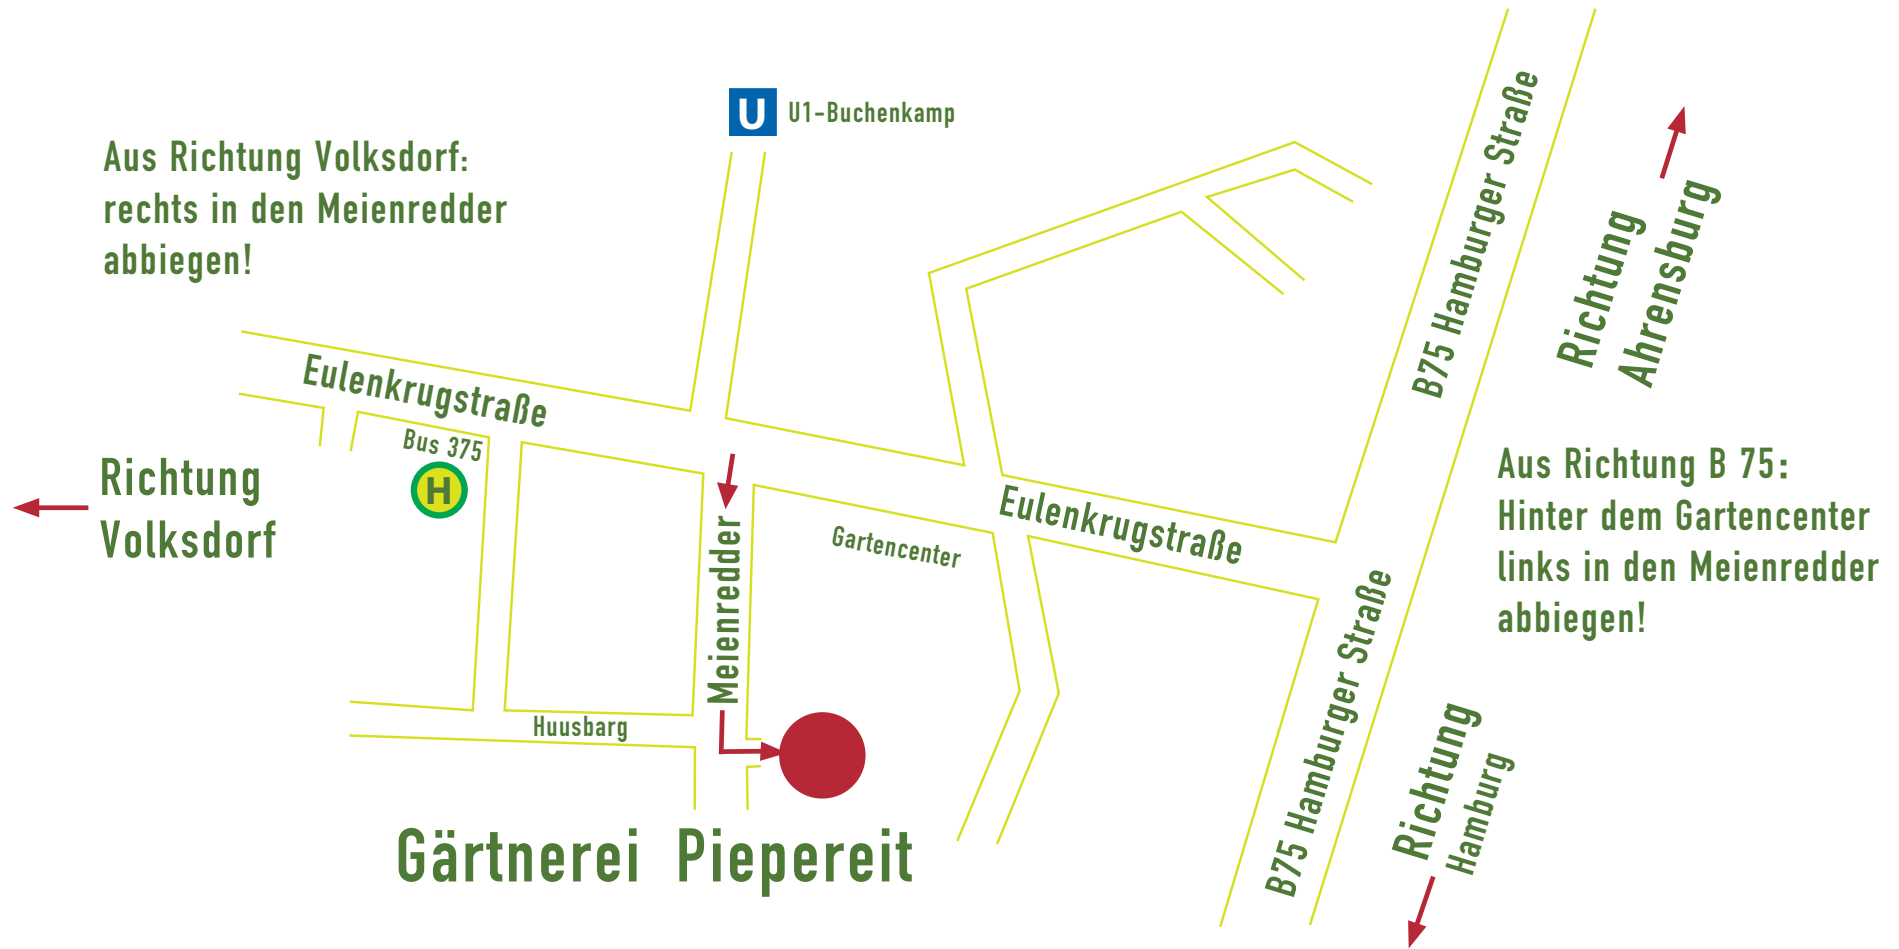 U U1-Buchenkamp
Aus Richtung Volksdorf:
rechts in den Meienredder
abbiegen!
Eulenkrugstraße
Bus 375
H
Richtung
Volksdorf
Meienredder
Gartencenter
Huusbarg
Gärtnerei Piepereit
Eulenkrugstraße
B75 Hamburger Straße
Richtung
Ahrensburg
Aus Richtung B 75:
Hinter dem Gartencenter
links in den Meienredder
abbiegen!
B75 Hamburger Straße
Richtung
Hamburg